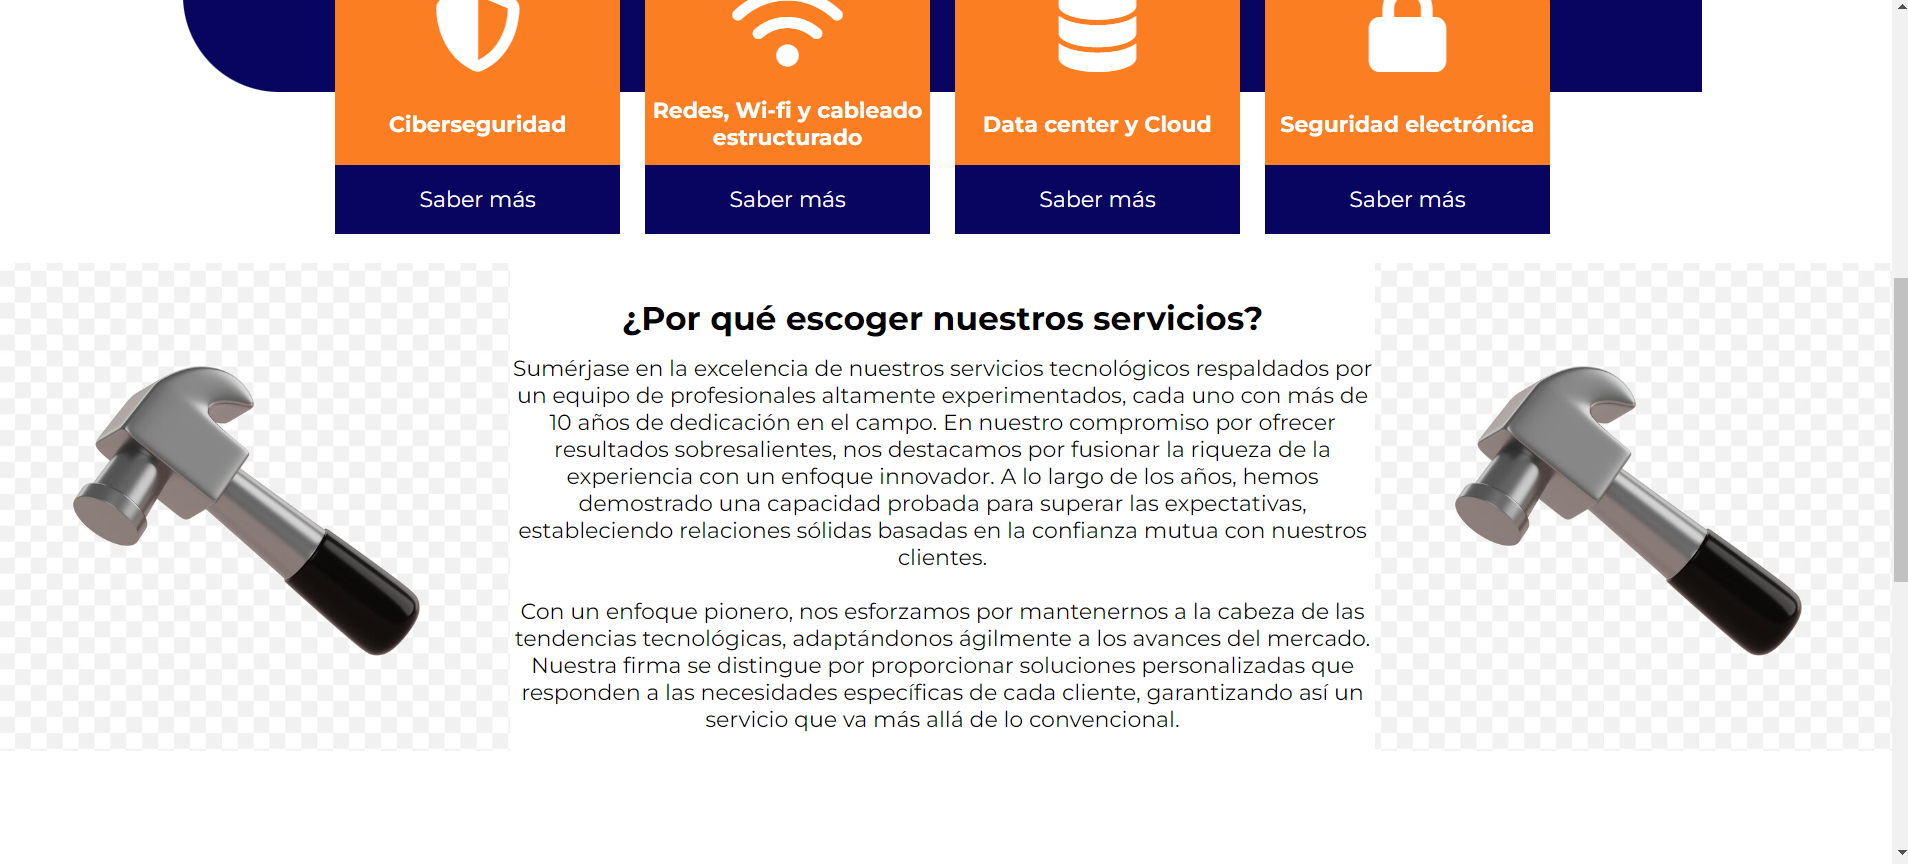 Ciberseguridad
Redes, Wi-fi y cableado
estructurado
Data center y Cloud
Seguridad electrónica
Saber más
Saber más
Saber más
Saber más
¿Por qué escoger nuestros servicios?
Sumérjase en la excelencia de nuestros servicios tecnológicos respaldados por
un equipo de profesionales altamente experimentados, cada uno con más de
10 años de dedicación en el campo. En nuestro compromiso por ofrecer
resultados sobresalientes, nos destacamos por fusionar la riqueza de la
experiencia con un enfoque innovador. A lo largo de los años, hemos
demostrado una capacidad probada para superar las expectativas,
estableciendo relaciones sólidas basadas en la confianza mutua con nuestros
clientes.
Con un enfoque pionero, nos esforzamos por mantenernos a la cabeza de las
tendencias tecnológicas, adaptándonos ágilmente a los avances del mercado.
Nuestra firma se distingue por proporcionar soluciones personalizadas que
responden a las necesidades específicas de cada cliente, garantizando así un
servicio que va más allá de lo convencional.